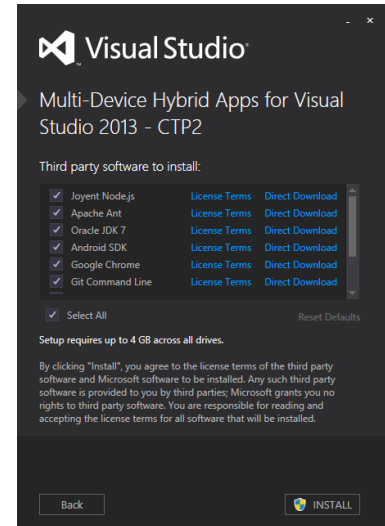 Visual Studio
Multi-Device Hybrid Apps for Visual
Studio 2013 - CTP2
Third party software to install:
Joyent Node.js License Terms Direct Download
Apache Ant License Terms Direct Download
Oracle JDK 7 License Terms Direct Download
Android SDK License Terms Direct Download
Google Chrome License Terms Direct Download
Git Command Line License Terms Direct Download
Select All Reset Defaults
Setup requires up to 4 GB across all drives.
By clicking "Install", you agree to the license terms of the third party
software and Microsoft software to be installed. Any such third party
software is provided to you by third parties; Microsoft grants you no
rights to third party software. You are responsible for reading and
accepting the license terms for all software that will be installed.
Back INSTALL